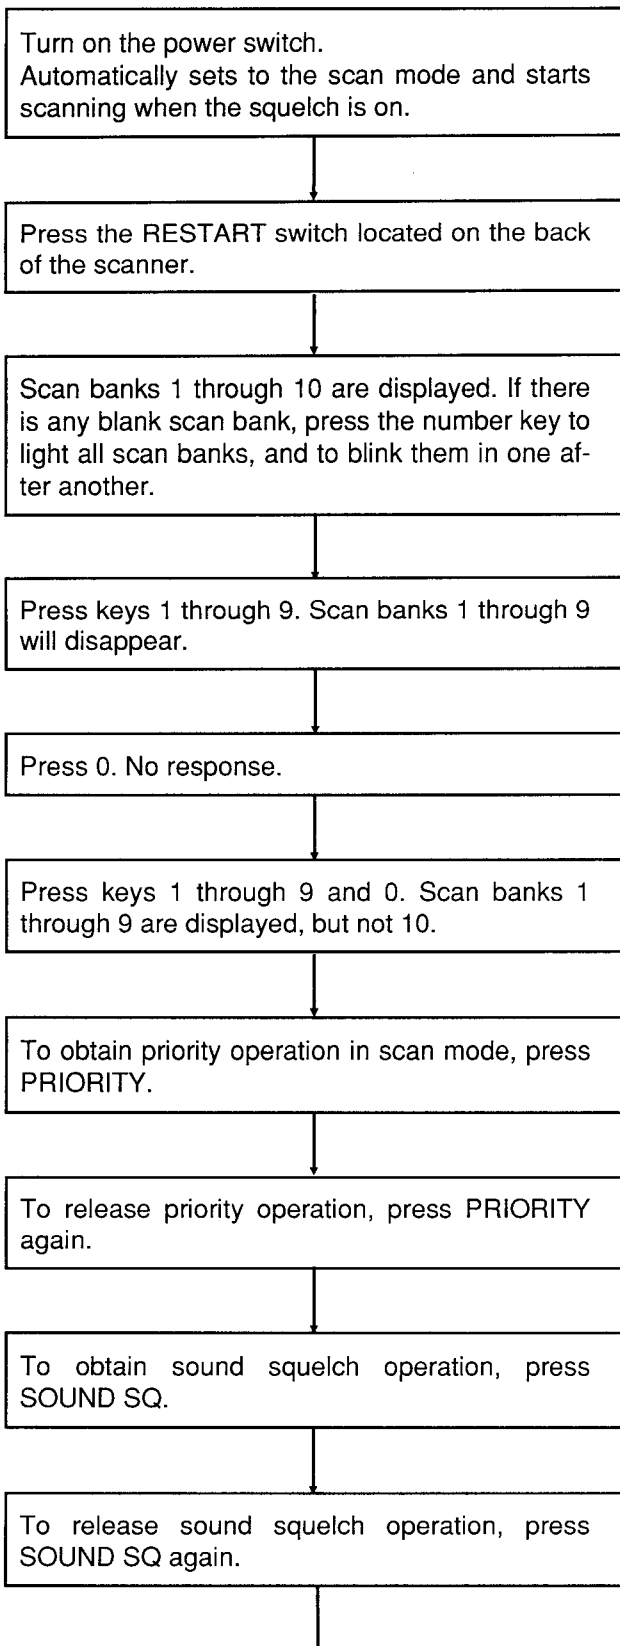 Turn on the power switch.
Automatically sets to the scan mode and starts
scanning when the squelch is on.
Press the RESTART switch located on the back
of the scanner.
Scan banks 1 through 10 are displayed. If there
is any blank scan bank, press the number key to
light all scan banks, and to blink them in one af-
ter another.
Press keys 1 through 9. Scan banks 1 through 9
will disappear.
Press 0. No response.
Press keys 1 through 9 and 0. Scan banks 1
through 9 are displayed, but not 10.
To obtain priority operation in scan mode, press
PRIORITY.
To release priority operation, press PRIORITY
again.
To obtain sound squelch operation, press
SOUND SQ.
To release sound squelch operation, press
SOUND SQ again.